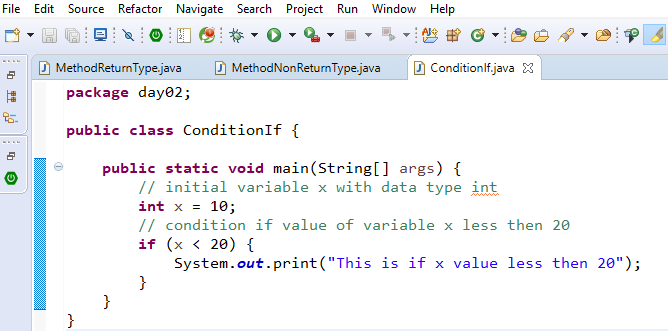 File Edit Source Refactor Navigate Search Project Run Window Help
MethodReturnType.java MethodNonReturnType.java ConditionIf.java
package day02;
public class ConditionIf {
public static void main(String[] args) {
// initial variable x with data type int
int x = 10;
// condition if value of variable x less then 20
if (x < 20) {
System.out.print("This is if x value less then 20");
}
}
}